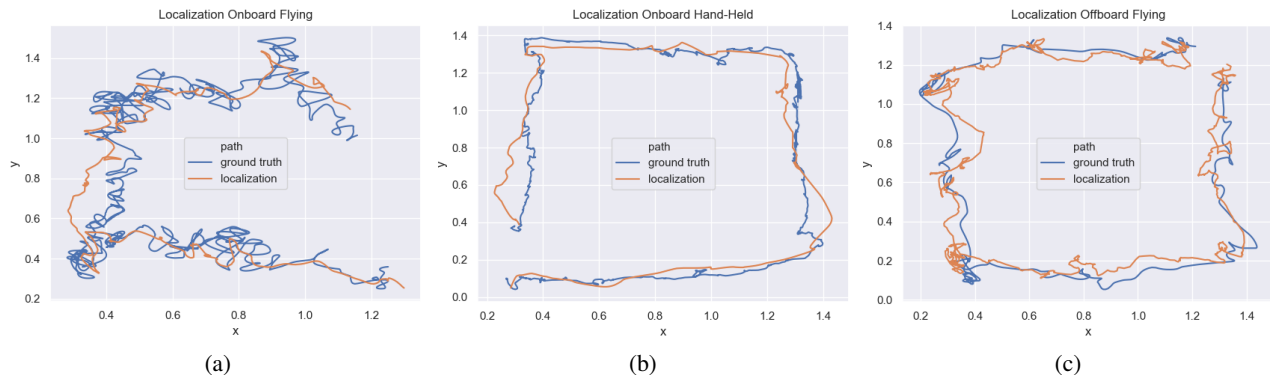 Localization Onboard Flying
1.4
1.2
1.0
0.8
0.6
0.4
0.2
y
path
ground truth
localization
0.4
0.6
0.8
1.0
1.2
x
(a)
Localization Onboard Hand-Held
1.4
1.2
1.0
0.8
0.6
0.4
0.2
0.0
y
path
ground truth
localization
0.2
0.4
0.6
0.8
1.0
1.2
1.4
x
(b)
Localization Offboard Flying
1.4
1.2
1.0
0.8
0.6
0.4
0.2
0.0
y
path
ground truth
localization
0.2
0.4
0.6
0.8
1.0
1.2
1.4
x
(c)